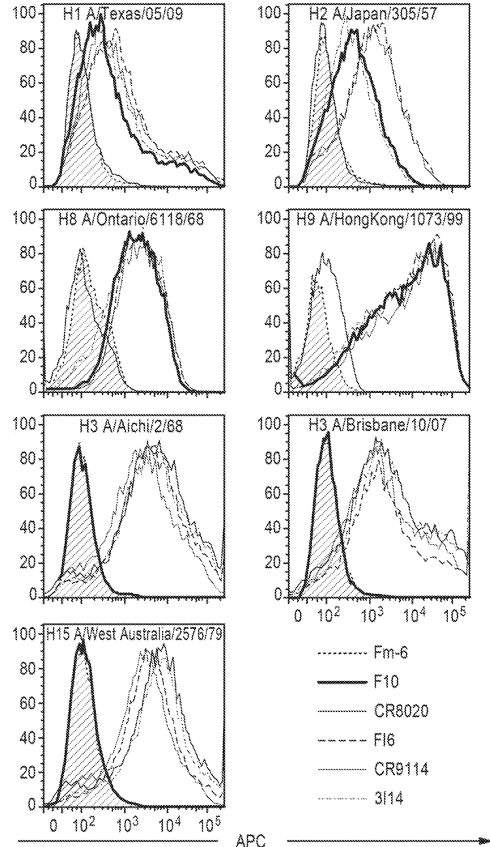 H1 A/Texas/05/09
100
80
60
40
20
0
H2 A/Japan/305/57
100
80
60
40
20
0
H8 A/Ontario/6118/68
100
80
60
40
20
0
H9 A/HongKong/1073/99
100
80
60
40
20
0
H3 A/Aichi/2/68
100
80
60
40
20
0
H3 A/Brisbane/10/07
100
80
60
40
20
0
0 10² 10³ 10⁴ 10⁵
H15 A/West Australia/2576/79
100
80
60
40
20
0
0 10² 10³ 10⁴ 10⁵
Fm-6
F10
CR8020
FI6
CR9114
3I14
APC